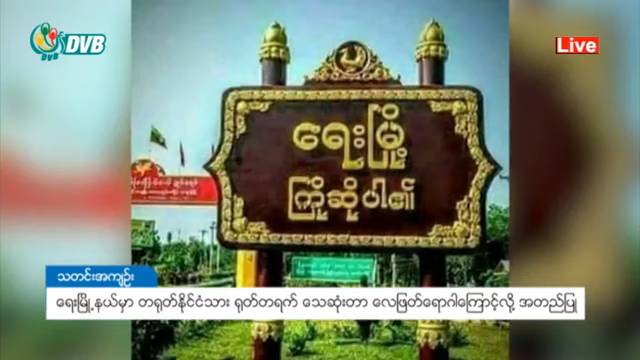 DVB
DVB
Live
ရေးမြို့
ကြိုဆိုပါ၏
သတင်းအကျဉ်း
ရေးမြို့နယ်မှာ တရုတ်နိုင်ငံသား ရုတ်တရက် သေဆုံးတာ လေဖြတ်ရောဂါကြောင့်လို့ အတည်ပြု